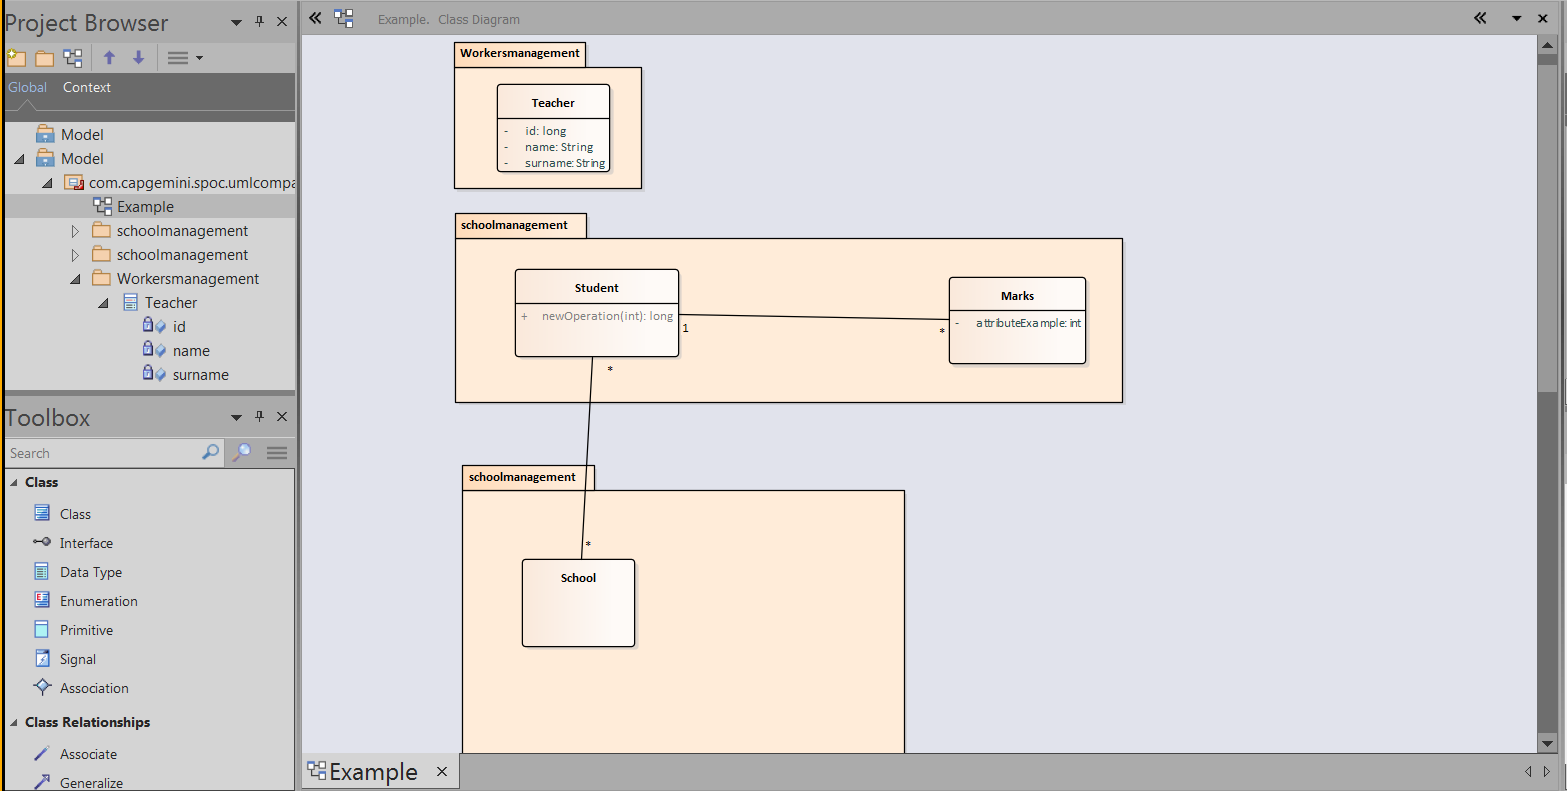 Project Browser
Global Context
Model
Model
com.capgemini.spoc.umlcompa
Example
schoolmanagement
schoolmanagement
Workersmanagement
Teacher
id
name
surname
Toolbox
Search
Class
Class
Interface
Data Type
Enumeration
Primitive
Signal
Association
Class Relationships
Associate
Generalize
Example. Class Diagram
Workersmanagement
Teacher
- id: long
- name: String
- surname: String
schoolmanagement
Student
+ newOperation(int): long
1
*
Marks
- attributeExample: int
*
schoolmanagement
*
School
Example